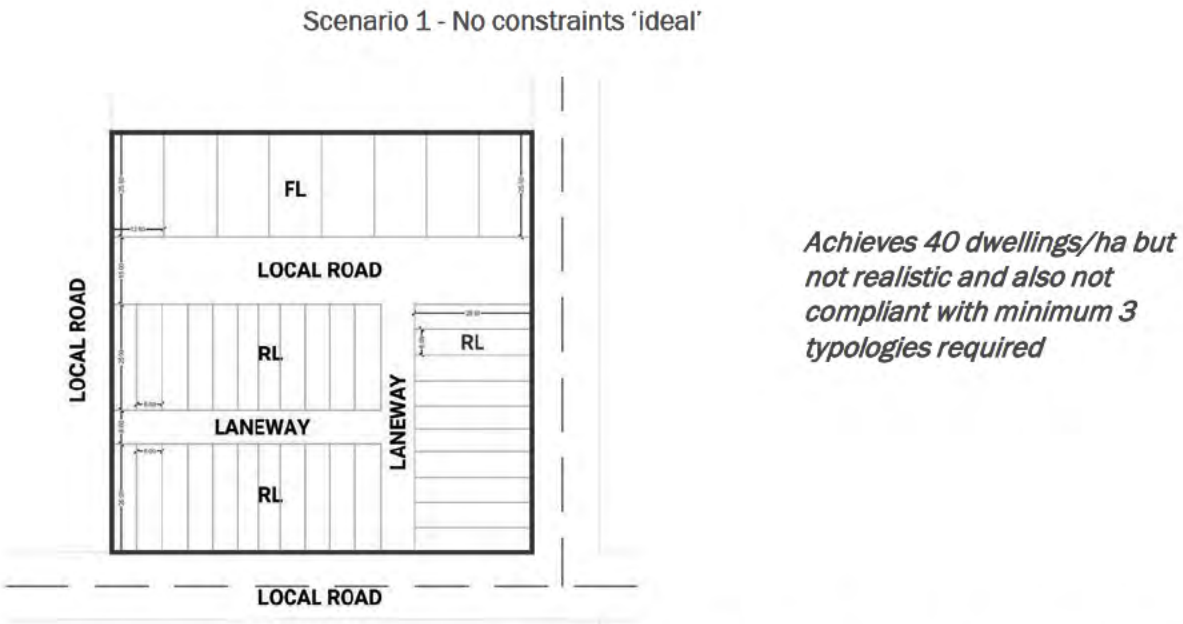 Scenario 1 - No constraints ‘ideal’
FL
LOCAL ROAD
LOCAL ROAD
RL
RL
LANEWAY
LANEWAY
RL
LOCAL ROAD
Achieves 40 dwellings/ha but
not realistic and also not
compliant with minimum 3
typologies required